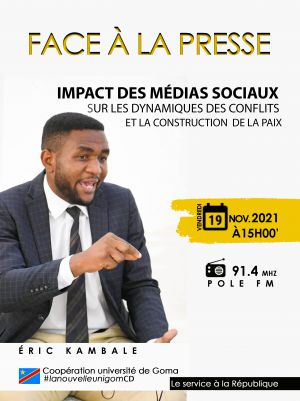 FACE À LA PRESSE
IMPACT DES MÉDIAS SOCIAUX
SUR LES DYNAMIQUES DES CONFLITS
ET LA CONSTRUCTION DE LA PAIX
VENDREDI
19
NOV. 2021
À 15H00'
91.4 MHZ
POLE FM
ÉRIC KAMBALE
Coopération université de Goma
#lanouvelleunigomCD
Le service à la République